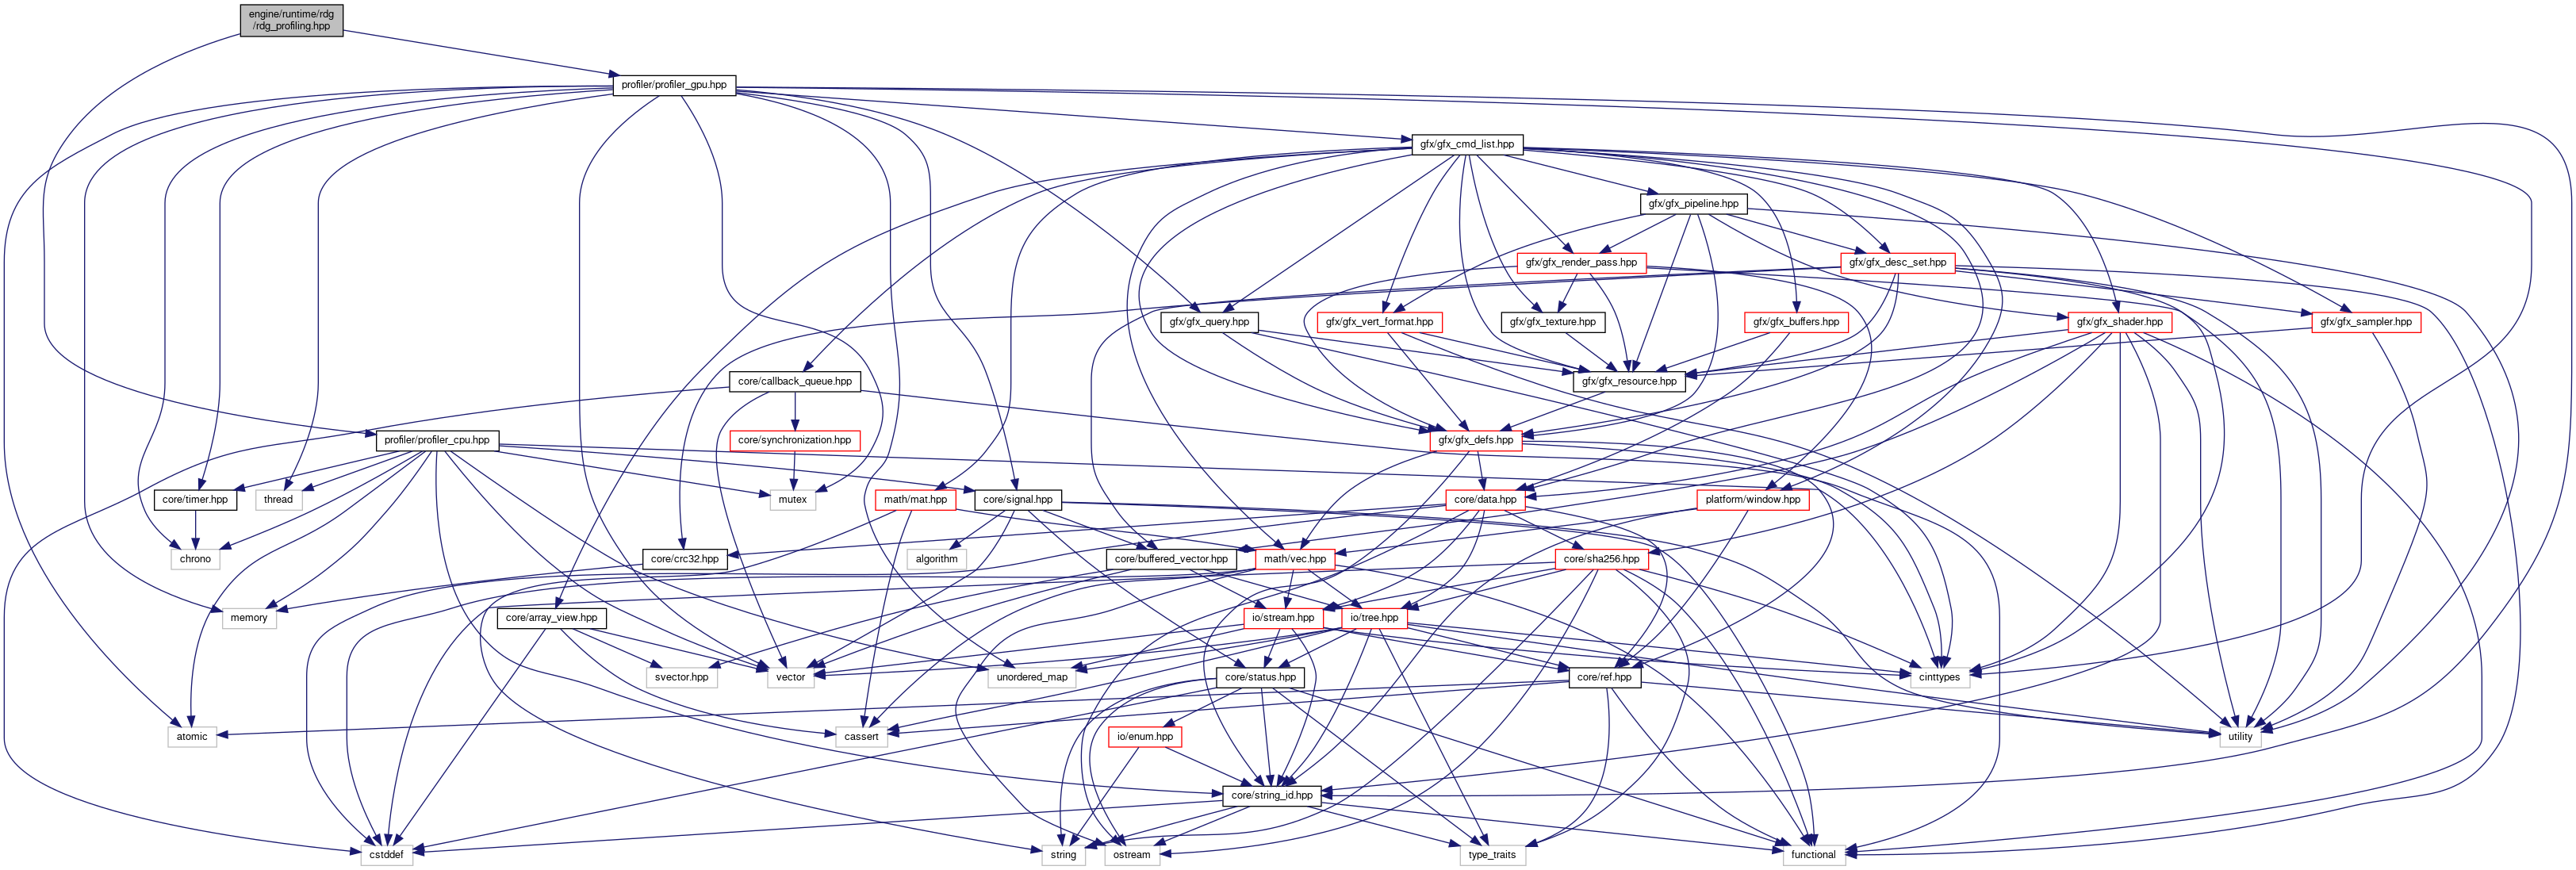 engine/runtime/rdg
/rdg_profiling.hpp
profiler/profiler_gpu.hpp
gfx/gfx_cmd_list.hpp
gfx/gfx_pipeline.hpp
gfx/gfx_render_pass.hpp
gfx/gfx_desc_set.hpp
gfx/gfx_query.hpp
gfx/gfx_vert_format.hpp
gfx/gfx_texture.hpp
gfx/gfx_buffers.hpp
gfx/gfx_shader.hpp
gfx/gfx_sampler.hpp
core/callback_queue.hpp
gfx/gfx_resource.hpp
profiler/profiler_cpu.hpp
core/synchronization.hpp
gfx/gfx_defs.hpp
core/timer.hpp
thread
mutex
math/mat.hpp
core/signal.hpp
core/data.hpp
platform/window.hpp
chrono
core/crc32.hpp
algorithm
core/buffered_vector.hpp
math/vec.hpp
core/sha256.hpp
memory
core/array_view.hpp
io/stream.hpp
io/tree.hpp
svector.hpp
vector
unordered_map
core/status.hpp
core/ref.hpp
cinttypes
atomic
cassert
io/enum.hpp
utility
core/string_id.hpp
cstddef
string
ostream
type_traits
functional